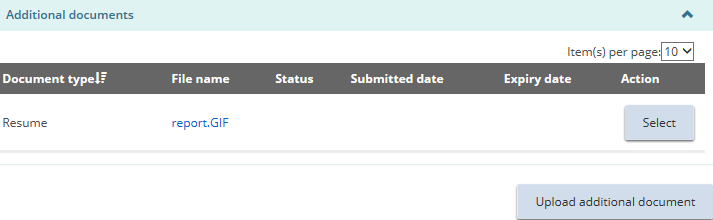 Additional documents
Item(s) per page: 10
Document type File name Status Submitted date Expiry date Action
Resume report.GIF Select
Upload additional document